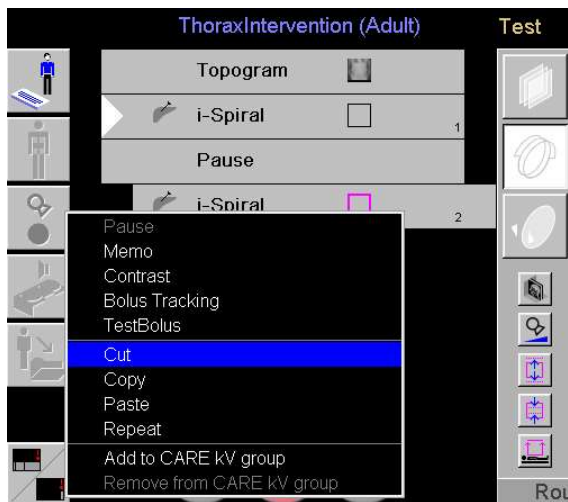 ThoraxIntervention (Adult)
Test
Topogram
i-Spiral
1
Pause
i-Spiral
2
Pause
Memo
Contrast
Bolus Tracking
TestBolus
Cut
Copy
Paste
Repeat
Add to CARE kV group
Remove from CARE kV group
Rou